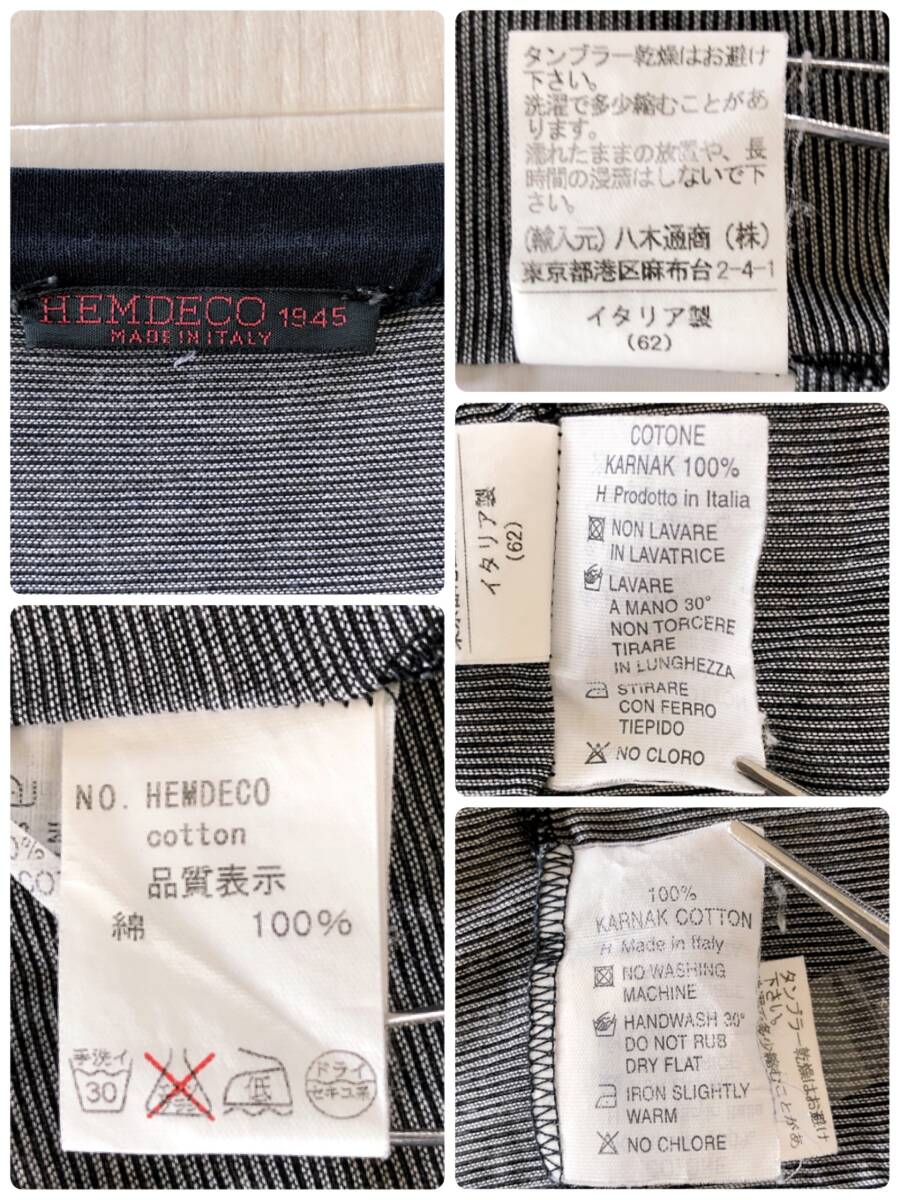 HEMDECO 1945
MADE IN ITALY
タンブラー乾燥はお避け
下さい。
洗濯で多少縮むことがあ
ります。
濡れたままの放置や、長
時間の浸漬はしないで下
さい。
(輸入元) 八木通商 (株)
東京都港区麻布台2-4-1
イタリア製
(62)
イタリア製
(62)
COTONE
KARNAK 100%
H Prodotto in Italia
NON LAVARE
IN LAVATRICE
LAVARE
A MANO 30°
NON TORCERE
TIRARE
IN LUNGHEZZA
STIRARE
CON FERRO
TIEPIDO
NO CLORO
NO. HEMDECO
cotton
品質表示
綿 100%
手洗イ
30
低
ドライ
セキユ系
100%
KARNAK COTTON
H Made in Italy
NO WASHING
MACHINE
HANDWASH 30°
DO NOT RUB
DRY FLAT
IRON SLIGHTLY
WARM
NO CHLORE
タンブラー乾燥はお避け
下さい。